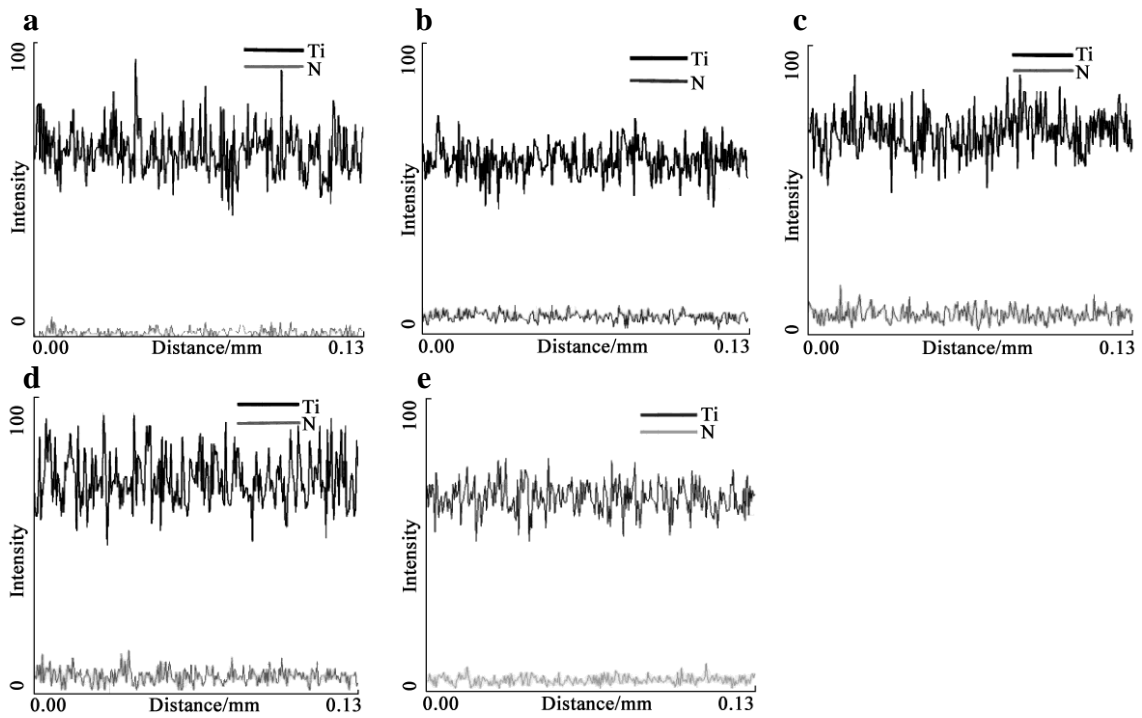 a
100
Ti
N
Intensity
0
0.00 Distance/mm 0.13
b
100
Ti
N
Intensity
0
0.00 Distance/mm 0.13
c
100
Ti
N
Intensity
0
0.00 Distance/mm 0.13
d
100
Ti
N
Intensity
0
0.00 Distance/mm 0.13
e
100
Ti
N
Intensity
0
0.00 Distance/mm 0.13